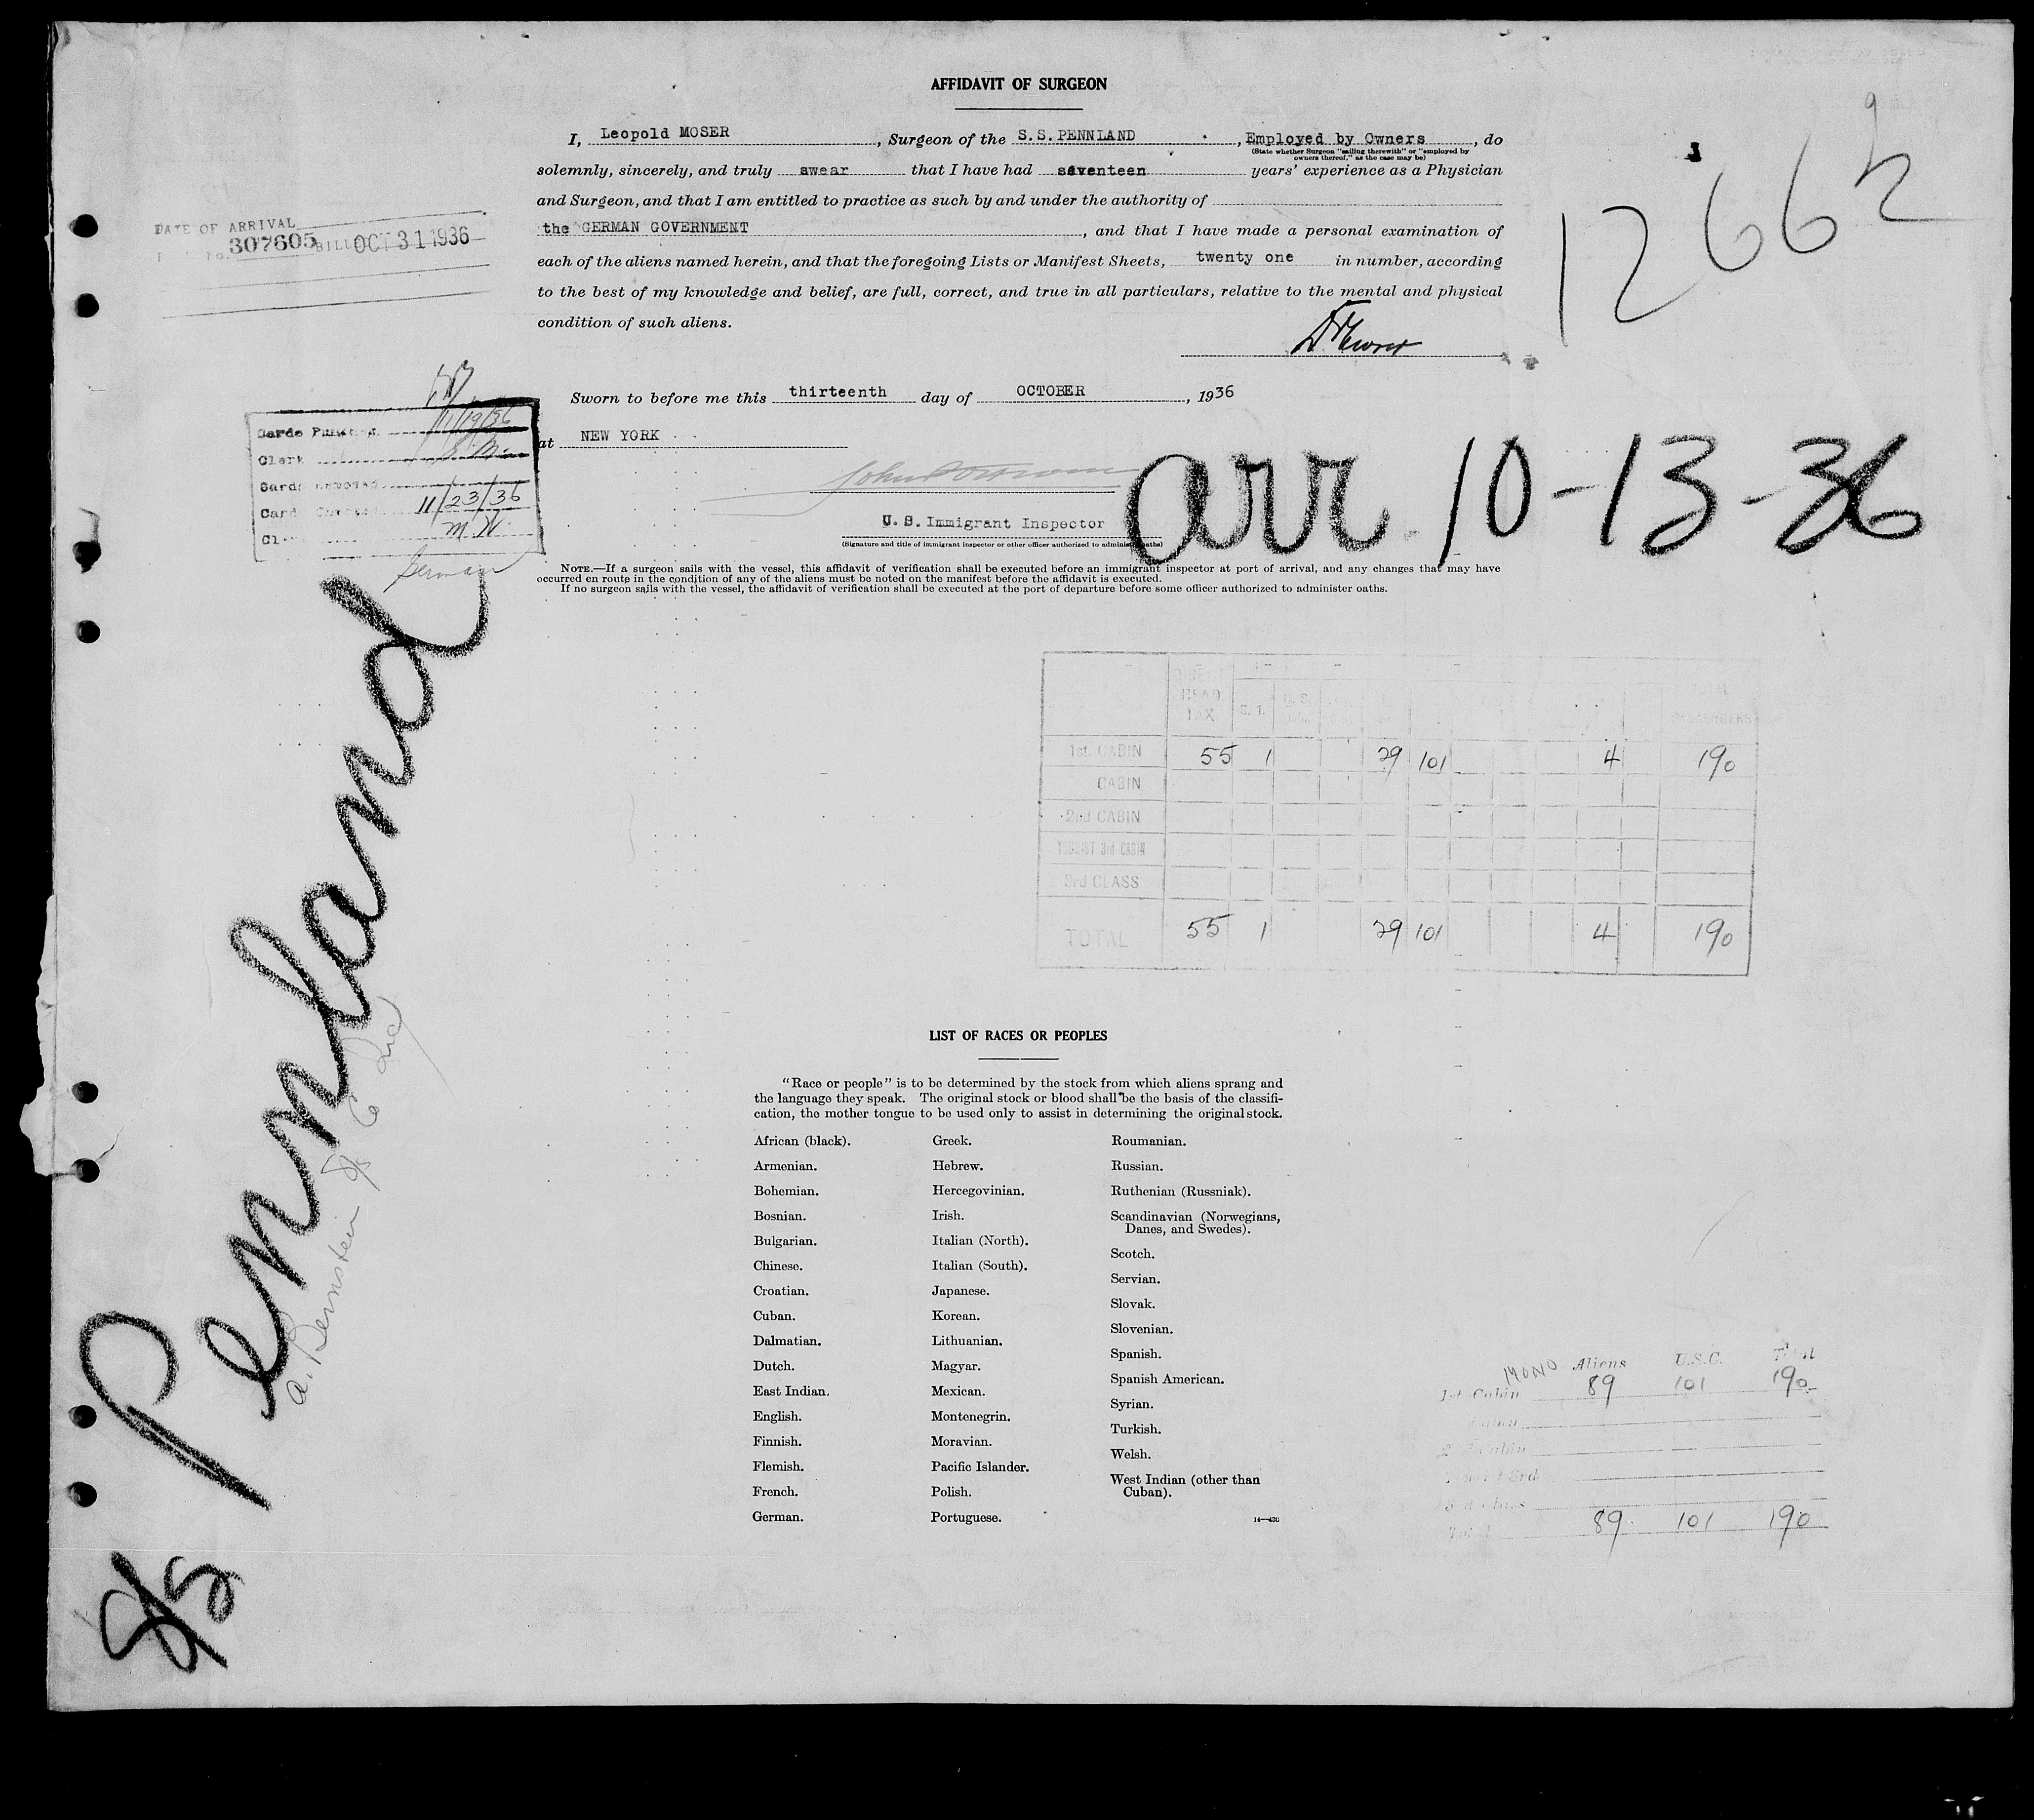 AFFIDAVIT OF SURGEON
I, Leopold MOSER, Surgeon of the S.S. PENNLAND, Employed by Owners, do
(State whether Surgeon "sailing therewith" or "employed by
owners thereof," as the case may be)
solemnly, sincerely, and truly swear that I have had seventeen years' experience as a Physician
and Surgeon, and that I am entitled to practice as such by and under the authority of
the GERMAN GOVERNMENT, and that I have made a personal examination of
each of the aliens named herein, and that the foregoing Lists or Manifest Sheets, twenty one in number, according
to the best of my knowledge and belief, are full, correct, and true in all particulars, relative to the mental and physical
condition of such aliens.
Sworn to before me this thirteenth day of OCTOBER, 1936
at NEW YORK
U. S. Immigrant Inspector
(Signature and title of immigrant inspector or other officer authorized to administer oaths)
NOTE.—If a surgeon sails with the vessel, this affidavit of verification shall be executed before an immigrant inspector at port of arrival, and any changes that may have
occurred en route in the condition of any of the aliens must be noted on the manifest before the affidavit is executed.
If no surgeon sails with the vessel, the affidavit of verification shall be executed at the port of departure before some officer authorized to administer oaths.
DATE OF ARRIVAL
307605 BILL OCT 31 1936
Clerk
11/23/36
M.W.
German
1266
arr 10-13-36
S/S Pennland
A. Bernstein S/S Co
DIRECT HEAD TAX S. I. U. S. TOTAL PASSENGERS
1st. CABIN 55 1 29 101 4 190
CABIN
2nd CABIN
TOURIST 3rd CABIN
3rd CLASS
TOTAL 55 1 29 101 4 190
LIST OF RACES OR PEOPLES
"Race or people" is to be determined by the stock from which aliens sprang and
the language they speak. The original stock or blood shall be the basis of the classifi-
cation, the mother tongue to be used only to assist in determining the original stock.
African (black).
Armenian.
Bohemian.
Bosnian.
Bulgarian.
Chinese.
Croatian.
Cuban.
Dalmatian.
Dutch.
East Indian.
English.
Finnish.
Flemish.
French.
German.
Greek.
Hebrew.
Hercegovinian.
Irish.
Italian (North).
Italian (South).
Japanese.
Korean.
Lithuanian.
Magyar.
Mexican.
Montenegrin.
Moravian.
Pacific Islander.
Polish.
Portuguese.
Roumanian.
Russian.
Ruthenian (Russniak).
Scandinavian (Norwegians,
Danes, and Swedes).
Scotch.
Servian.
Slovak.
Slovenian.
Spanish.
Spanish American.
Syrian.
Turkish.
Welsh.
West Indian (other than
Cuban).
14—430
Aliens U.S.C. Total
1st Cabin 89 101 190
Total 89 101 190